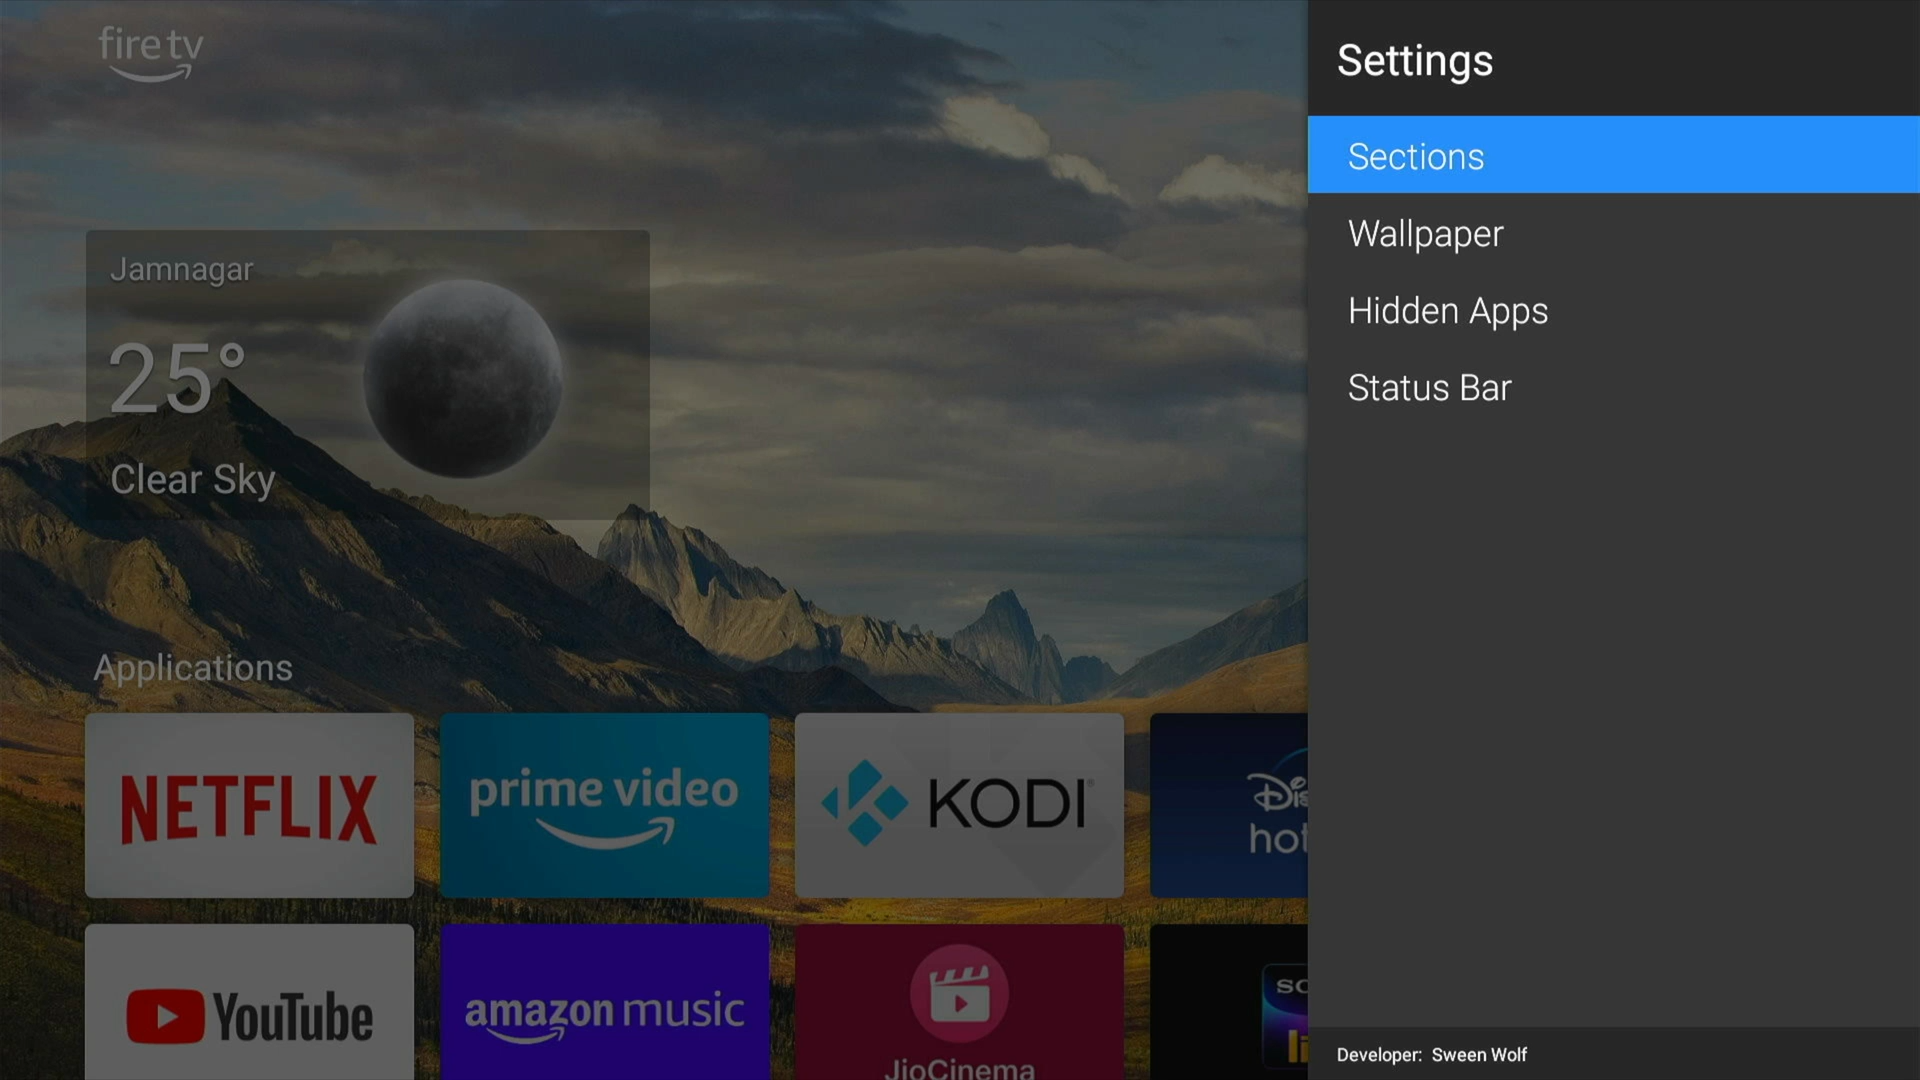 fire tv
Settings
Sections
Wallpaper
Hidden Apps
Status Bar
Jamnagar
25°
Clear Sky
Applications
NETFLIX
prime video
KODI
YouTube
amazon music
JioCinema
Developer: Sween Wolf